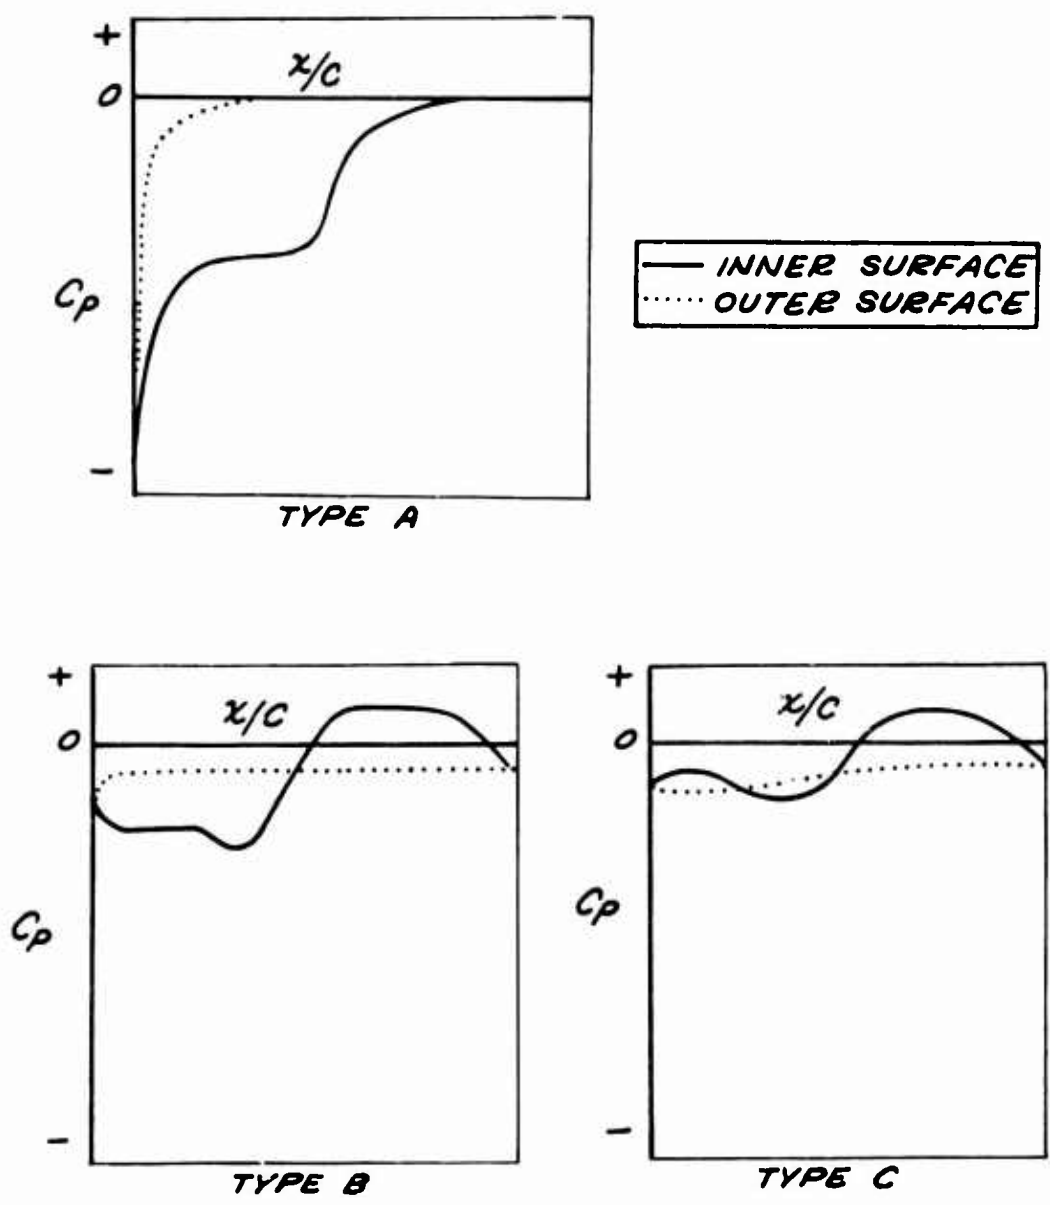 +
x/c
0
Cp
−
TYPE A
INNER SURFACE
OUTER SURFACE
+
x/c
0
Cp
−
TYPE B
+
x/c
0
Cp
−
TYPE C